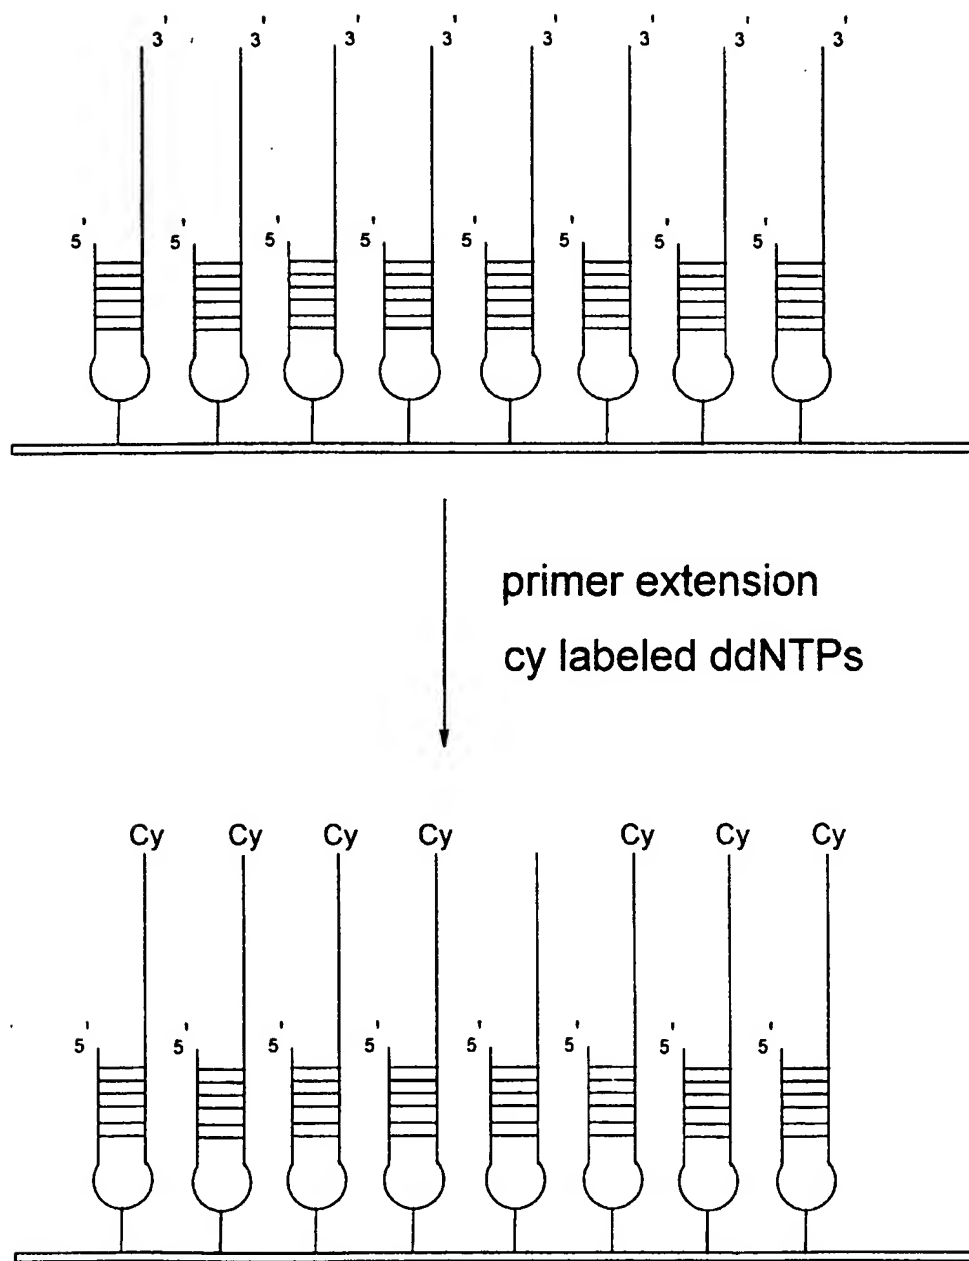 3' 3' 3' 3' 3' 3' 3' 3'
5' 5' 5' 5' 5' 5' 5' 5'
primer extension
cy labeled ddNTPs
Cy Cy Cy Cy Cy Cy Cy
5' 5' 5' 5' 5' 5' 5' 5'